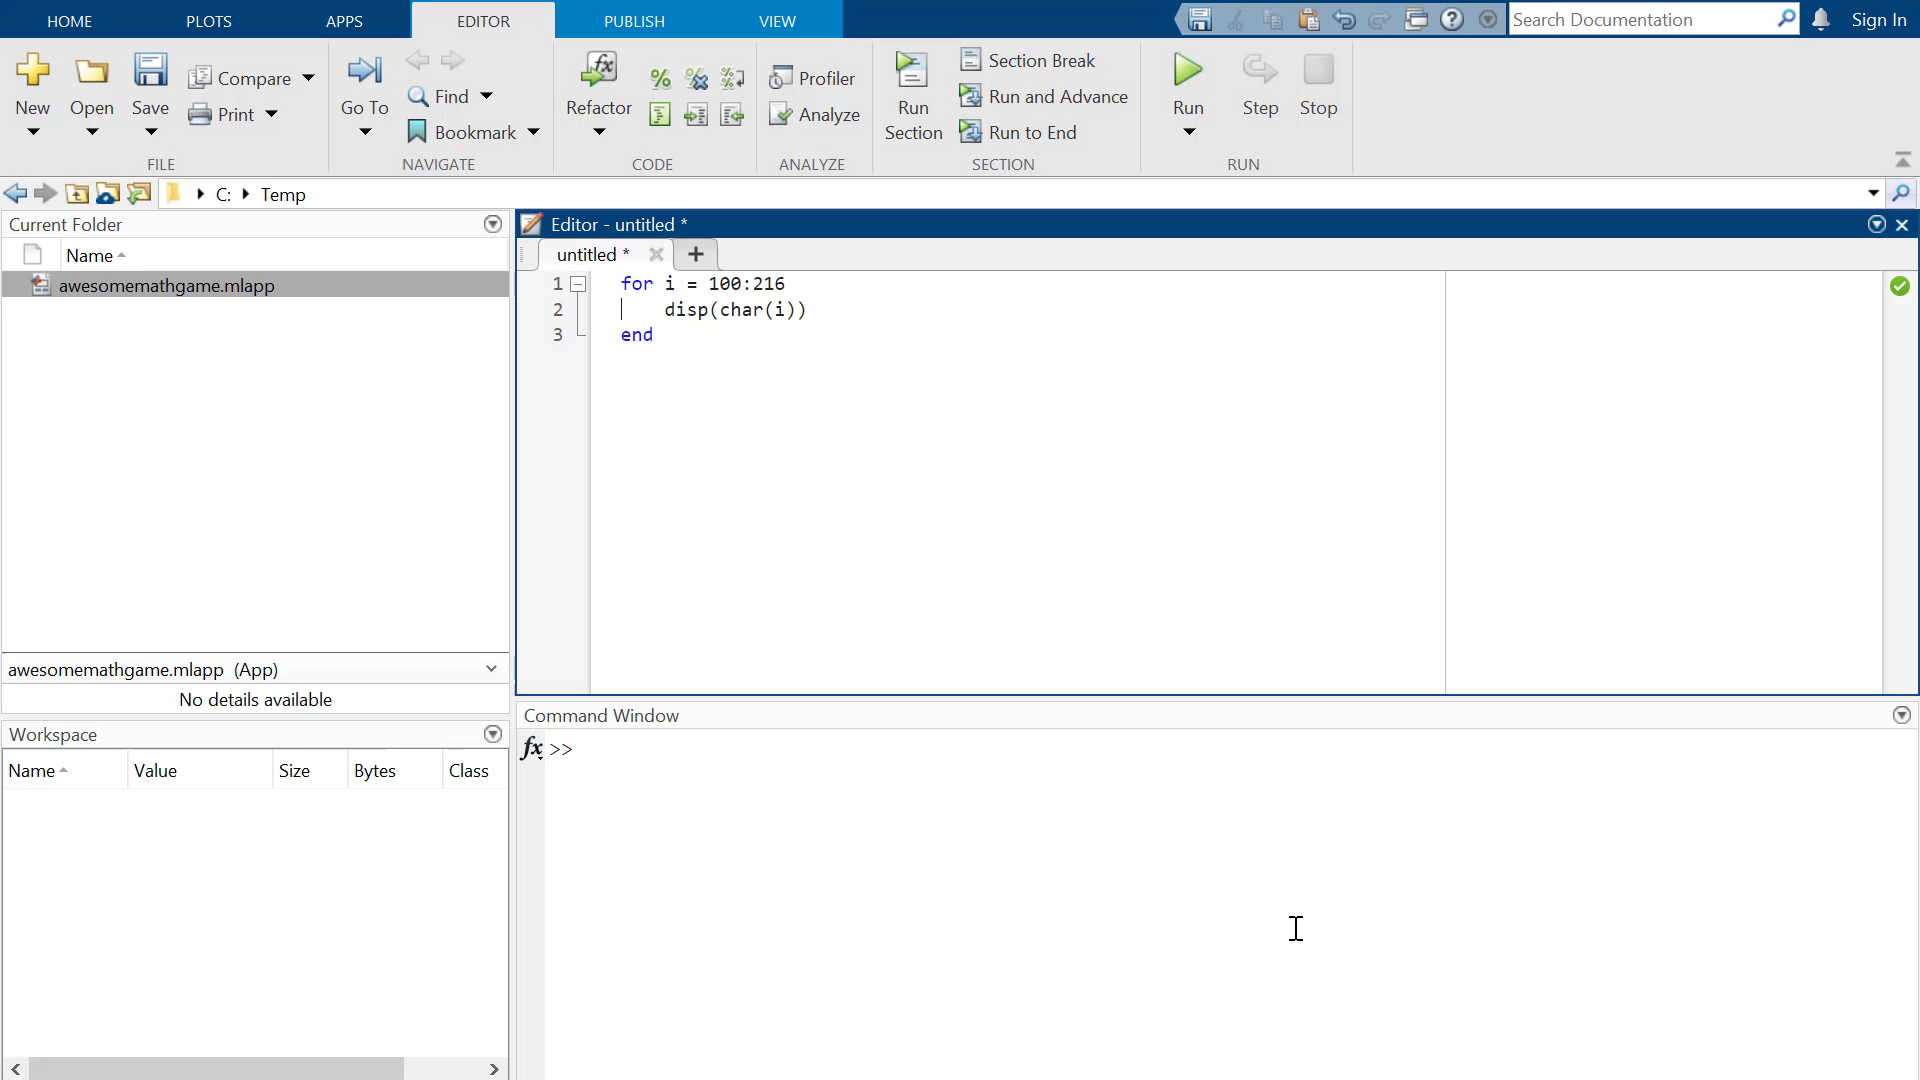 HOME PLOTS APPS EDITOR PUBLISH VIEW Search Documentation Sign In
New Open Save Compare Print
Go To Find Bookmark
Refactor
Profiler Analyze
Run Section Section Break
Run and Advance
Run to End
Run Step Stop
FILE NAVIGATE CODE ANALYZE SECTION RUN
C: Temp
Current Folder
Name
awesomemathgame.mlapp
awesomemathgame.mlapp (App)
No details available
Workspace
Name Value Size Bytes Class
Editor - untitled *
untitled *
1 for i = 100:216
2 disp(char(i))
3 end
Command Window
fx >>